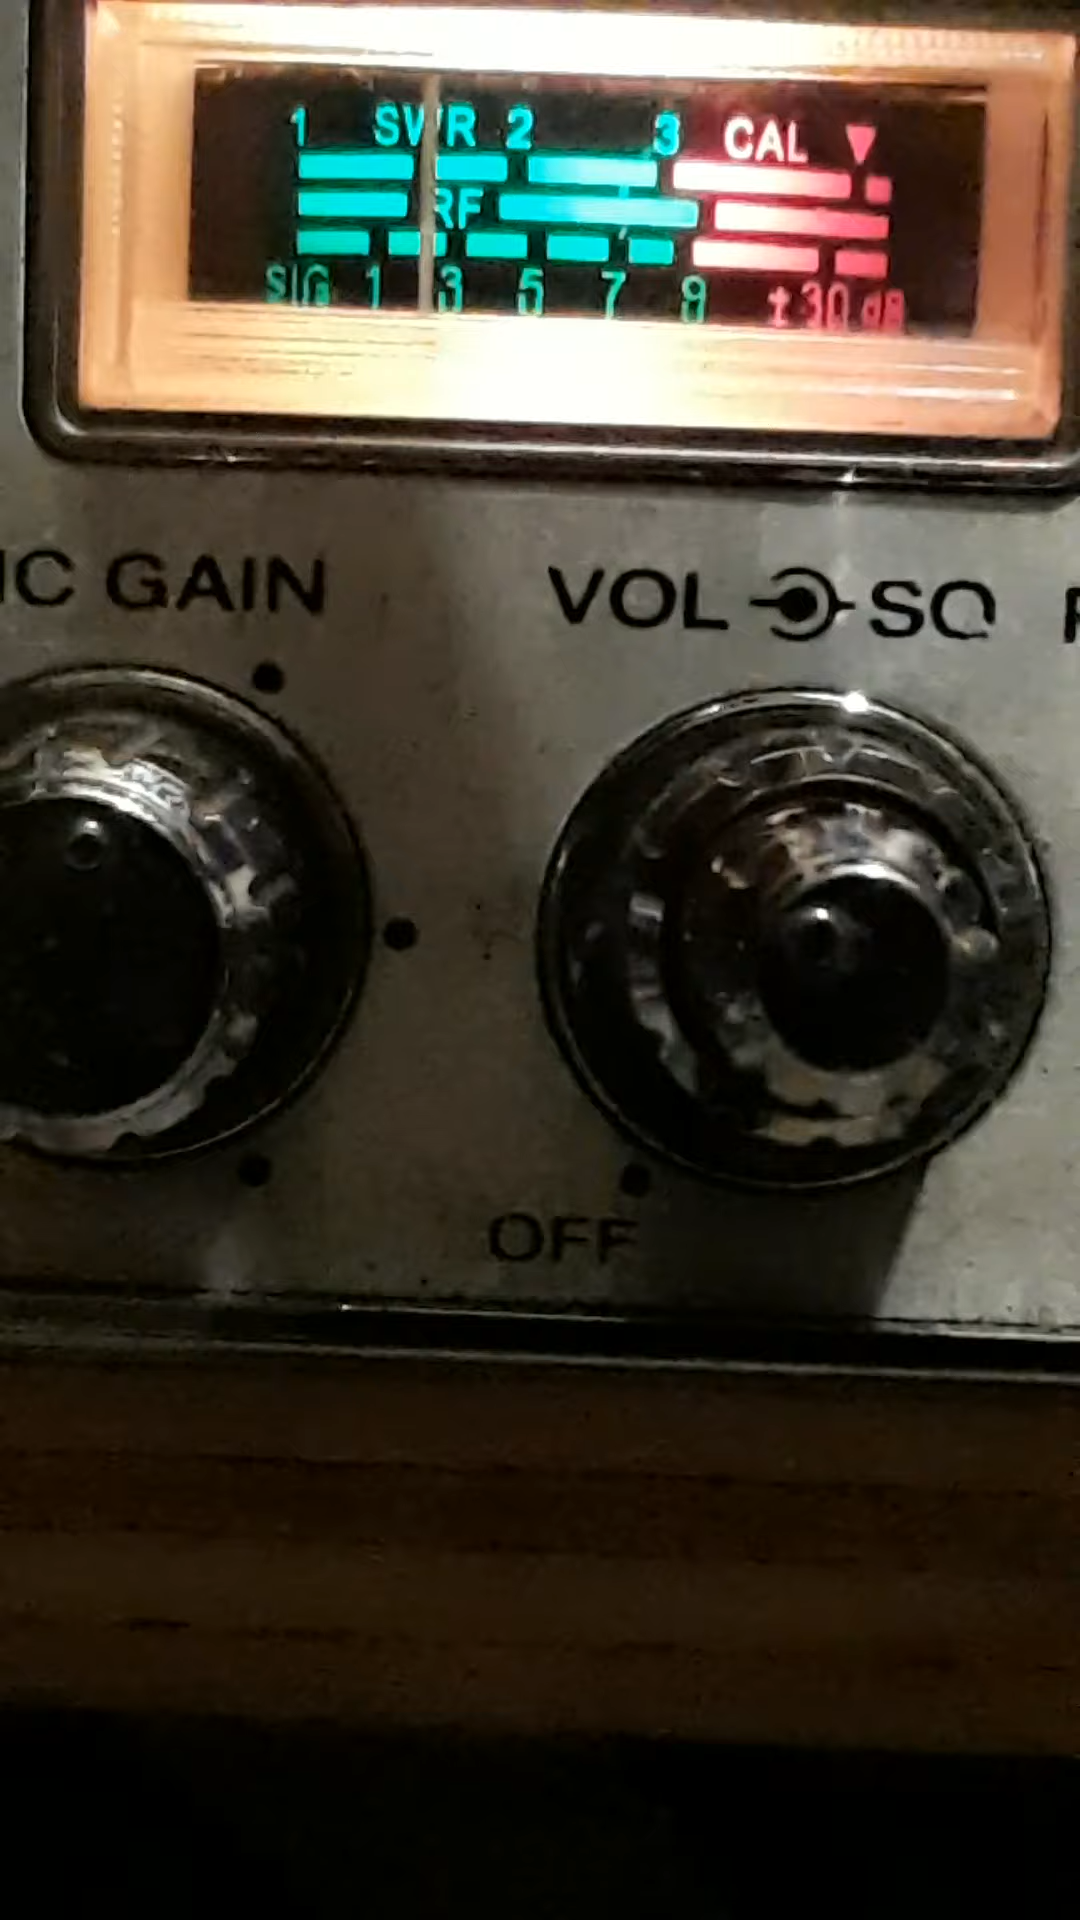 1 SWR 2 3 CAL
RF
SIG 1 3 5 7 9 +30 dB
IC GAIN
VOL SQ
OFF